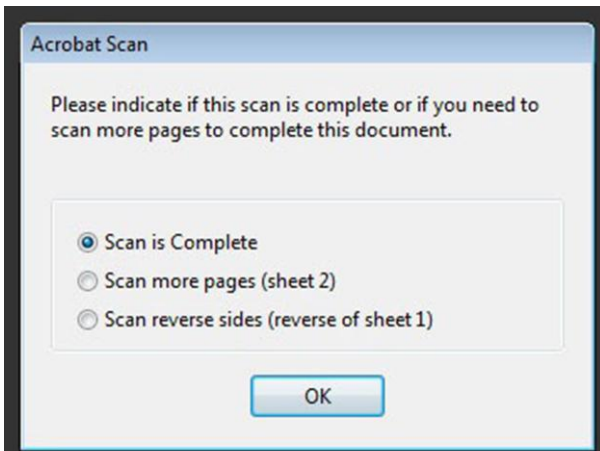 Acrobat Scan
Please indicate if this scan is complete or if you need to
scan more pages to complete this document.
Scan is Complete
Scan more pages (sheet 2)
Scan reverse sides (reverse of sheet 1)
OK